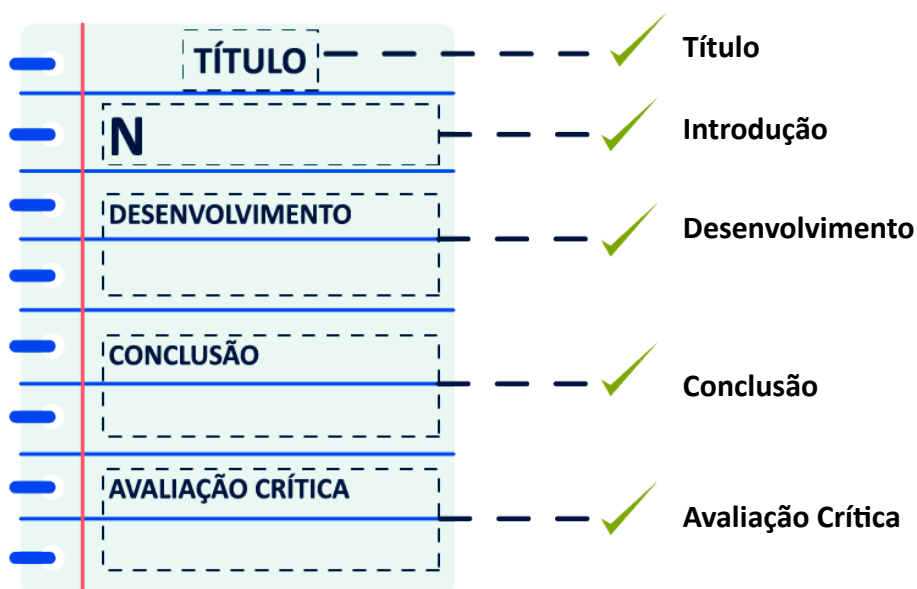 TÍTULO
Título
N
Introdução
DESENVOLVIMENTO
Desenvolvimento
CONCLUSÃO
Conclusão
AVALIAÇÃO CRÍTICA
Avaliação Crítica